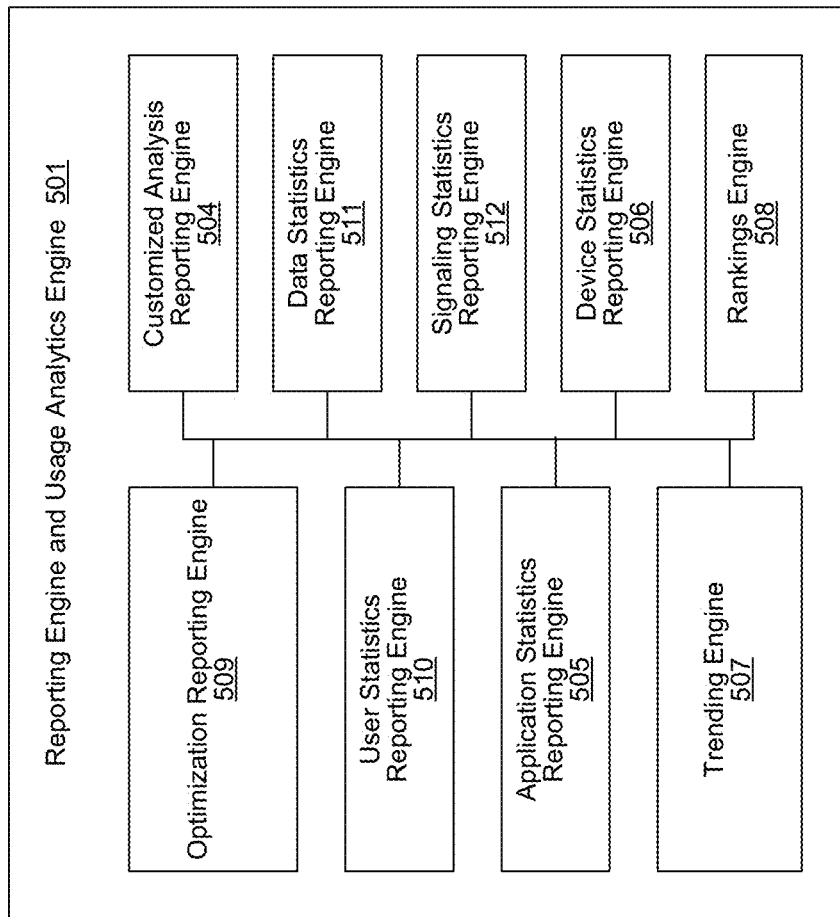 Reporting Engine and Usage Analytics Engine 501
Optimization Reporting Engine
509
User Statistics
Reporting Engine
510
Application Statistics
Reporting Engine
505
Trending Engine
507
Customized Analysis
Reporting Engine
504
Data Statistics
Reporting Engine
511
Signaling Statistics
Reporting Engine
512
Device Statistics
Reporting Engine
506
Rankings Engine
508